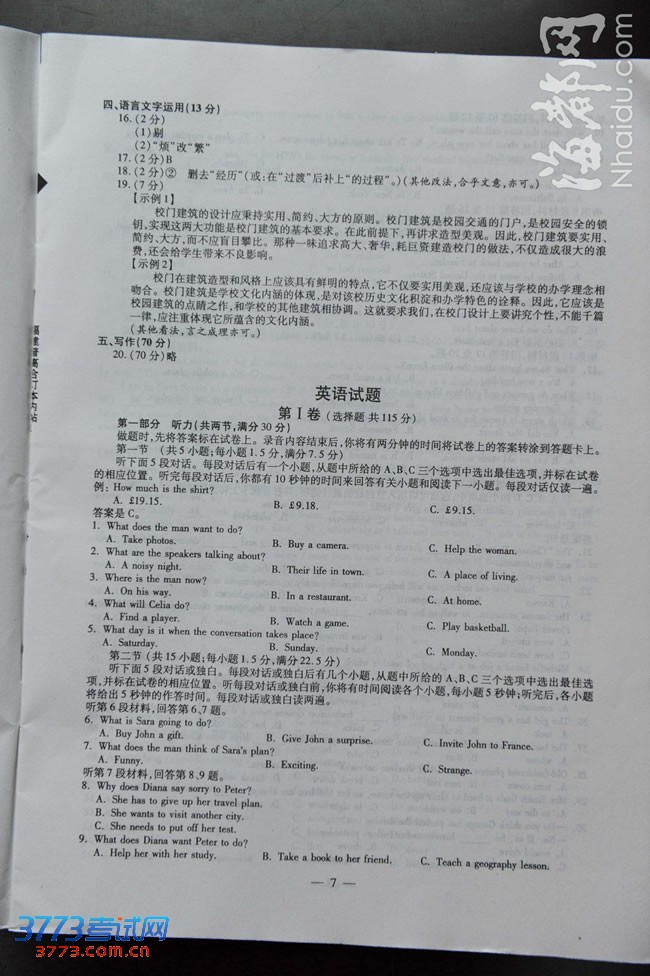 海都网
Nhaidu.com
四、语言文字运用(13分)
16.(2分)
(1)剔
(2)“烦”改“繁”
17.(2分)B
18.(2分)② 删去“经历”(或:在“过渡”后补上“的过程”。)(其他改法,合乎文意,亦可。)
19.(7分)
【示例1】
校门建筑的设计应秉持实用、简约、大方的原则。校门建筑是校园交通的门户,是校园安全的锁
钥,实现这两大功能是校门建筑的基本要求。在此前提下,再讲求造型美观。因此,校门建筑要实用、
简约、大方,而不应盲目攀比。那种一味追求高大、奢华,耗巨资建造校门的做法,不仅造成很大的浪
费,还会给学生带来不良影响。
【示例2】
校门在建筑造型和风格上应该具有鲜明的特点,它不仅要实用美观,还应该与学校的办学理念相
吻合。校门建筑是学校文化内涵的体现,是对该校历史文化积淀和办学特色的诠释。因此,它应该是
校园建筑的点睛之作,和学校的其他建筑相协调。这就要求我们,在校门设计上要讲究个性,不能千篇
一律,应注重体现它所蕴含的文化内涵。
(其他看法,言之成理亦可。)
五、写作(70分)
20.(70分)略
英语试题
第Ⅰ卷 (选择题 共115分)
第一部分 听力(共两节,满分30分)
做题时,先将答案标在试卷上。录音内容结束后,你将有两分钟的时间将试卷上的答案转涂到答题卡上。
第一节 (共5小题;每小题1.5分,满分7.5分)
听下面5段对话。每段对话后有一个小题,从题中所给的A、B、C三个选项中选出最佳选项,并标在试卷
的相应位置。听完每段对话后,你都有10秒钟的时间来回答有关小题和阅读下一小题。每段对话仅读一遍。
例: How much is the shirt?
A. £19.15. B. £9.18. C. £9.15.
答案是C。
1. What does the man want to do?
A. Take photos. B. Buy a camera. C. Help the woman.
2. What are the speakers talking about?
A. A noisy night. B. Their life in town. C. A place of living.
3. Where is the man now?
A. On his way. B. In a restaurant. C. At home.
4. What will Celia do?
A. Find a player. B. Watch a game. C. Play basketball.
5. What day is it when the conversation takes place?
A. Saturday. B. Sunday. C. Monday.
第二节 (共15小题;每小题1.5分,满分22.5分)
听下面5段对话或独白。每段对话或独白后有几个小题,从题中所给的A、B、C三个选项中选出最佳选
项,并标在试卷的相应位置。听每段对话或独白前,你将有时间阅读各个小题,每小题5秒钟;听完后,各小题
将给出5秒钟的作答时间。每段对话或独白读两遍。
听第6段材料,回答第6、7题。
6. What is Sara going to do?
A. Buy John a gift. B. Give John a surprise. C. Invite John to France.
7. What does the man think of Sara's plan?
A. Funny. B. Exciting. C. Strange.
听第7段材料,回答第8、9题。
8. Why does Diana say sorry to Peter?
A. She has to give up her travel plan.
B. She wants to visit another city.
C. She needs to put off her test.
9. What does Diana want Peter to do?
A. Help her with her study. B. Take a book to her friend. C. Teach a geography lesson.
— 7 —
3773考试网
3773.com.cn